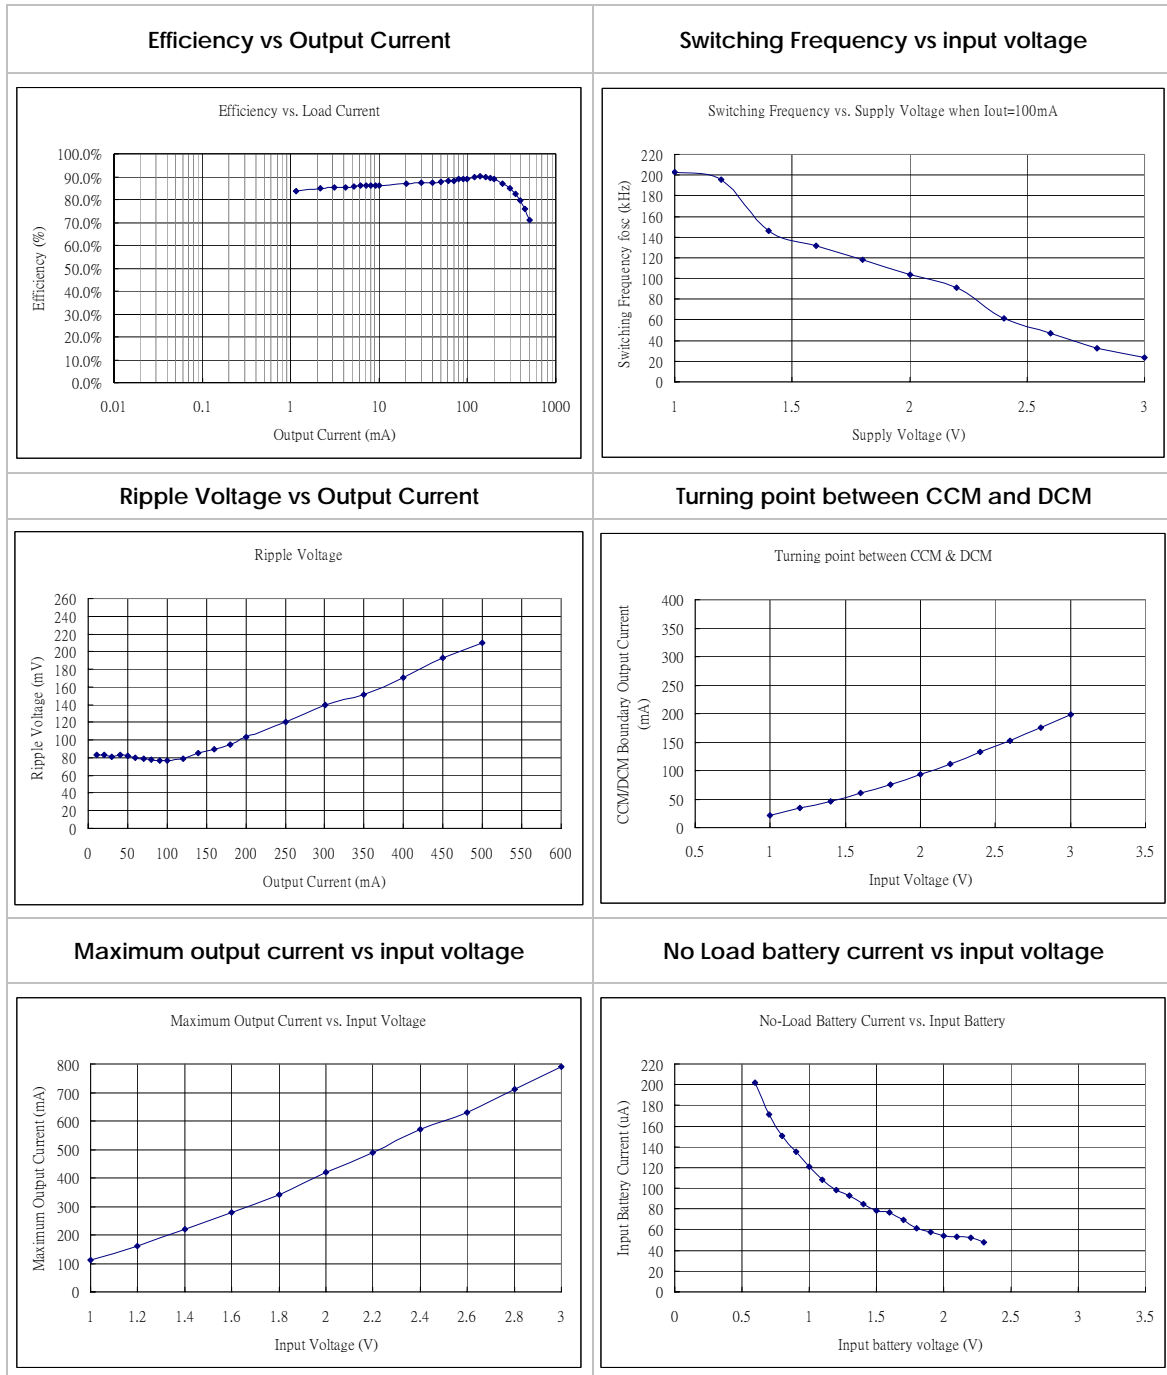 Efficiency vs Output Current
Switching Frequency vs input voltage
Efficiency vs. Load Current
Efficiency (%)
100.0%
90.0%
80.0%
70.0%
60.0%
50.0%
40.0%
30.0%
20.0%
10.0%
0.0%
0.01 0.1 1 10 100 1000
Output Current (mA)
Switching Frequency vs. Supply Voltage when Iout=100mA
Switching Frequency fosc (kHz)
220
200
180
160
140
120
100
80
60
40
20
0
1 1.5 2 2.5 3
Supply Voltage (V)
Ripple Voltage vs Output Current
Turning point between CCM and DCM
Ripple Voltage
Ripple Voltage (mV)
260
240
220
200
180
160
140
120
100
80
60
40
20
0
0 50 100 150 200 250 300 350 400 450 500 550 600
Output Current (mA)
Turning point between CCM & DCM
CCM/DCM Boundary Output Current
(mA)
400
350
300
250
200
150
100
50
0
0.5 1 1.5 2 2.5 3 3.5
Input Voltage (V)
Maximum output current vs input voltage
No Load battery current vs input voltage
Maximum Output Current vs. Input Voltage
Maximum Output Current (mA)
800
700
600
500
400
300
200
100
0
1 1.2 1.4 1.6 1.8 2 2.2 2.4 2.6 2.8 3
Input Voltage (V)
No-Load Battery Current vs. Input Battery
Input Battery Current (uA)
220
200
180
160
140
120
100
80
60
40
20
0
0 0.5 1 1.5 2 2.5 3 3.5
Input battery voltage (V)